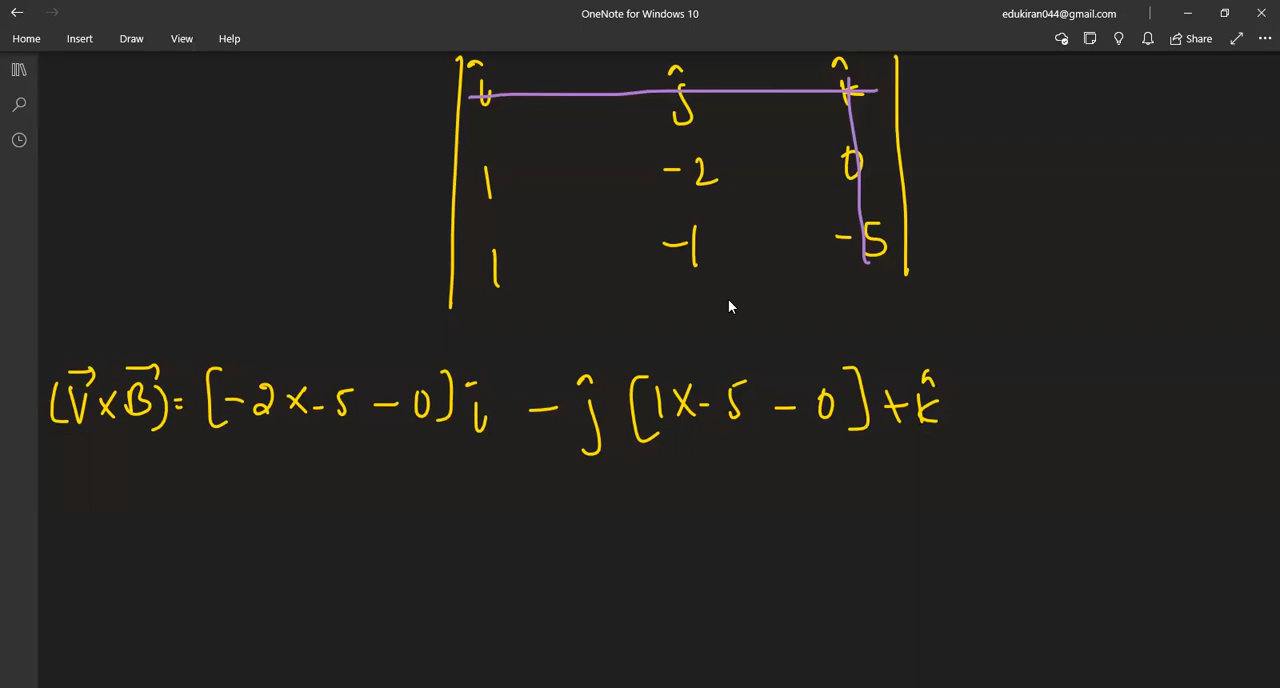 OneNote for Windows 10
edukiran044@gmail.com
Home Insert Draw View Help
Share
î ĵ k̂
1 -2 0
1 -1 -5
(V⃗×B⃗)= [-2×-5-0]î - ĵ [1×-5-0]+k̂